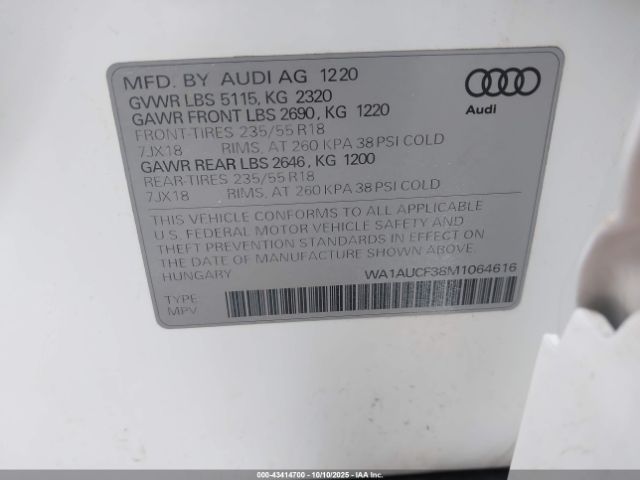 MFD. BY AUDI AG 1220
GVWR LBS 5115, KG 2320
GAWR FRONT LBS 2690, KG 1220
FRONT-TIRES 235/55 R18
7JX18 RIMS, AT 260 KPA 38 PSI COLD
GAWR REAR LBS 2646, KG 1200
REAR-TIRES 235/55 R18
7JX18 RIMS, AT 260 KPA 38 PSI COLD
THIS VEHICLE CONFORMS TO ALL APPLICABLE
U.S. FEDERAL MOTOR VEHICLE SAFETY AND
THEFT PREVENTION STANDARDS IN EFFECT ON
THE DATE OF MANUFACTURE SHOWN ABOVE.
HUNGARY WA1AUCF38M1064616
TYPE:
MPV
Audi
000-43414700 - 10/10/2025 - IAA Inc.